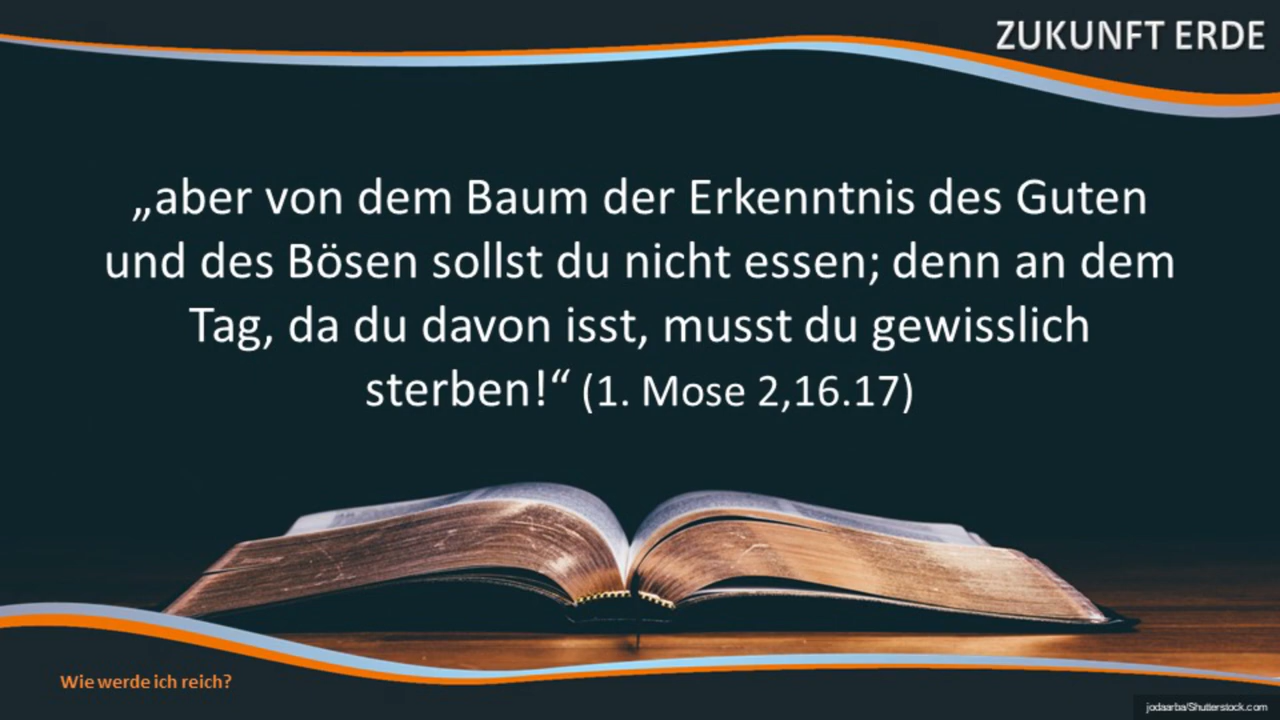 ZUKUNFT ERDE
„aber von dem Baum der Erkenntnis des Guten
und des Bösen sollst du nicht essen; denn an dem
Tag, da du davon isst, musst du gewisslich
sterben!“ (1. Mose 2,16.17)
Wie werde ich reich?
jodaarba/Shutterstock.com